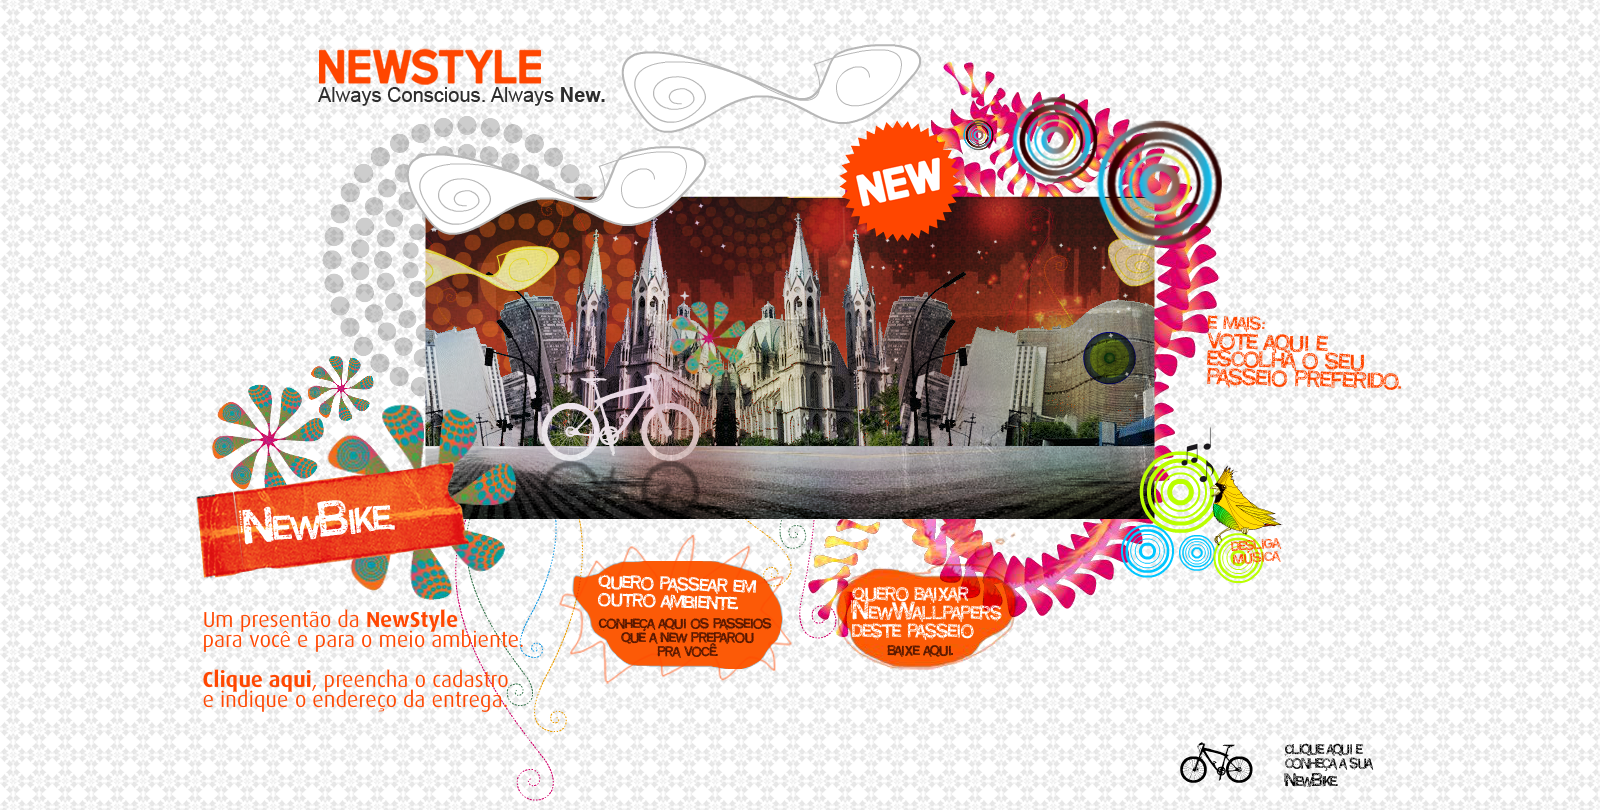 NEWSTYLE
Always Conscious. Always New.
NEW
E MAIS:
VOTE AQUI E
ESCOLHA O SEU
PASSEIO PREFERIDO.
NEWBIKE
DESLIGA
MÚSICA
QUERO PASSEAR EM
OUTRO AMBIENTE
CONHEÇA AQUI OS PASSEIOS
QUE A NEW PREPAROU
PRA VOCÊ.
QUERO BAIXAR
NEWWALLPAPERS
DESTE PASSEIO
BAIXE AQUI.
Um presentão da NewStyle
para você e para o meio ambiente.
Clique aqui, preencha o cadastro
e indique o endereço da entrega.
CLIQUE AQUI E
CONHEÇA A SUA
NEWBIKE